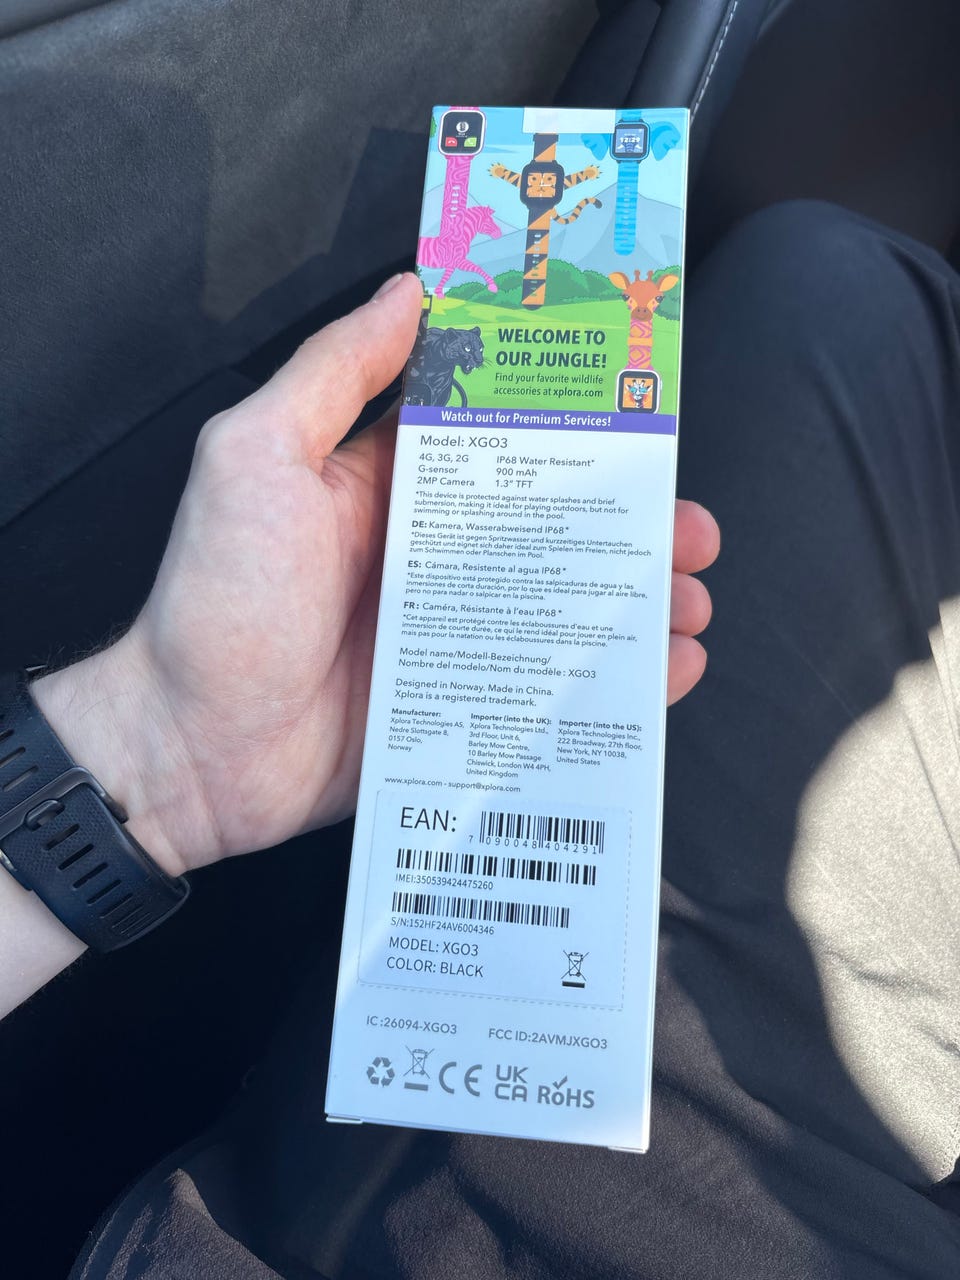 12:29
WELCOME TO
OUR JUNGLE!
Find your favorite wildlife
accessories at xplora.com
Watch out for Premium Services!
Model: XGO3
4G, 3G, 2G IP68 Water Resistant*
G-sensor 900 mAh
2MP Camera 1.3" TFT
*This device is protected against water splashes and brief
submersion, making it ideal for playing outdoors, but not for
swimming or splashing around in the pool.
DE: Kamera, Wasserabweisend IP68*
*Dieses Gerät ist gegen Spritzwasser und kurzzeitiges Untertauchen
geschützt und eignet sich daher ideal zum Spielen im Freien, nicht jedoch
zum Schwimmen oder Planschen im Pool.
ES: Cámara, Resistente al agua IP68*
*Este dispositivo está protegido contra las salpicaduras de agua y las
inmersiones de corta duración, por lo que es ideal para jugar al aire libre,
pero no para nadar o salpicar en la piscina.
FR: Caméra, Résistante à l'eau IP68*
*Cet appareil est protégé contre les éclaboussures d'eau et une
immersion de courte durée, ce qui le rend idéal pour jouer en plein air,
mais pas pour la natation ou les éclaboussures dans la piscine.
Model name/Modell-Bezeichnung/
Nombre del modelo/Nom du modèle: XGO3
Designed in Norway. Made in China.
Xplora is a registered trademark.
Manufacturer:
Xplora Technologies AS,
Nedre Slottsgate 8,
0157 Oslo,
Norway
Importer (into the UK):
Xplora Technologies Ltd.,
3rd Floor, Unit 6,
Barley Mow Centre,
10 Barley Mow Passage
Chiswick, London W4 4PH,
United Kingdom
Importer (into the US):
Xplora Technologies Inc.,
222 Broadway, 27th floor,
New York, NY 10038,
United States
www.xplora.com - support@xplora.com
EAN:
7 090048 404291
IMEI:350539424475260
S/N:152HF24AV6004346
MODEL: XGO3
COLOR: BLACK
IC:26094-XGO3 FCC ID:2AVMJXGO3
CE UK CA RoHS